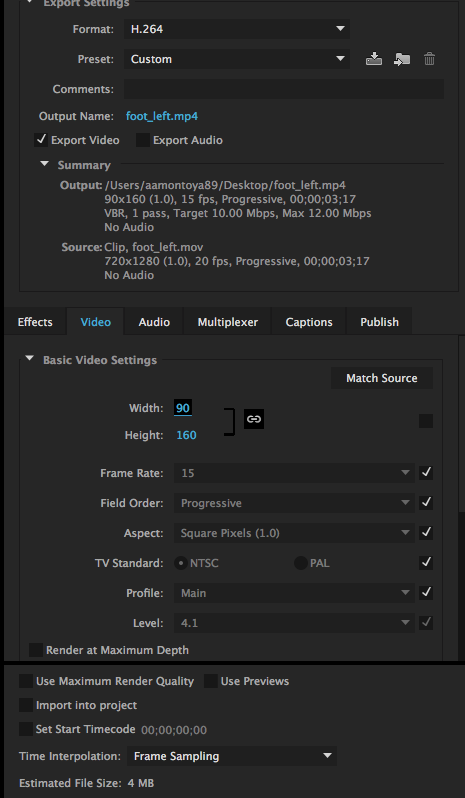 Export Settings
Format: H.264
Preset: Custom
Comments:
Output Name: foot_left.mp4
Export Video Export Audio
Summary
Output: /Users/aamontoya89/Desktop/foot_left.mp4
90x160 (1.0), 15 fps, Progressive, 00;00;03;17
VBR, 1 pass, Target 10.00 Mbps, Max 12.00 Mbps
No Audio
Source: Clip, foot_left.mov
720x1280 (1.0), 20 fps, Progressive, 00;00;03;17
No Audio
Effects Video Audio Multiplexer Captions Publish
Basic Video Settings
Match Source
Width: 90
Height: 160
Frame Rate: 15
Field Order: Progressive
Aspect: Square Pixels (1.0)
TV Standard: NTSC PAL
Profile: Main
Level: 4.1
Render at Maximum Depth
Use Maximum Render Quality Use Previews
Import into project
Set Start Timecode 00;00;00;00
Time Interpolation: Frame Sampling
Estimated File Size: 4 MB